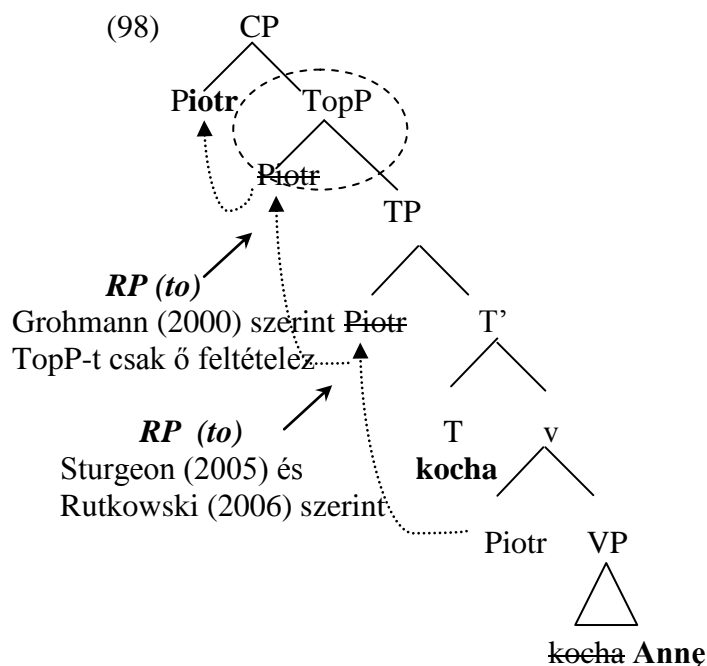 (98) CP
Piotr TopP
Piotr
TP
RP (to)
Grohmann (2000) szerint Piotr T’
TopP-t csak ő feltételez
RP (to) T v
Sturgeon (2005) és kocha
Rutkowski (2006) szerint
Piotr VP
kocha Annę